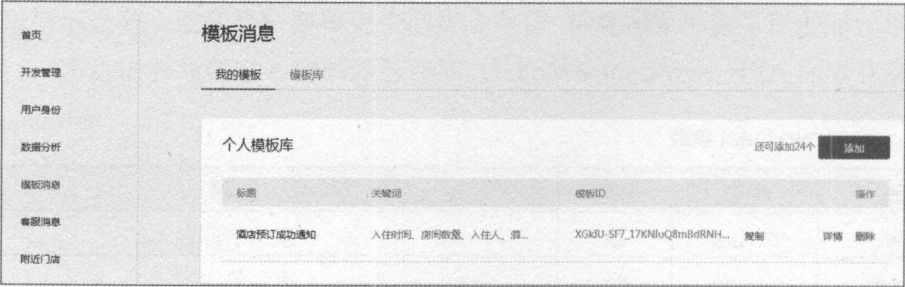 首页
开发管理
用户身份
数据分析
模板消息
客服消息
附近门店
模板消息
我的模板 模板库
个人模板库 还可添加24个 添加
标题 关键词 模板ID 操作
酒店预订成功通知 入住时间、房间数量、入住人、酒... XGkdU-SF7_17KNIuQ8mBdRNH... 复制 详情 删除